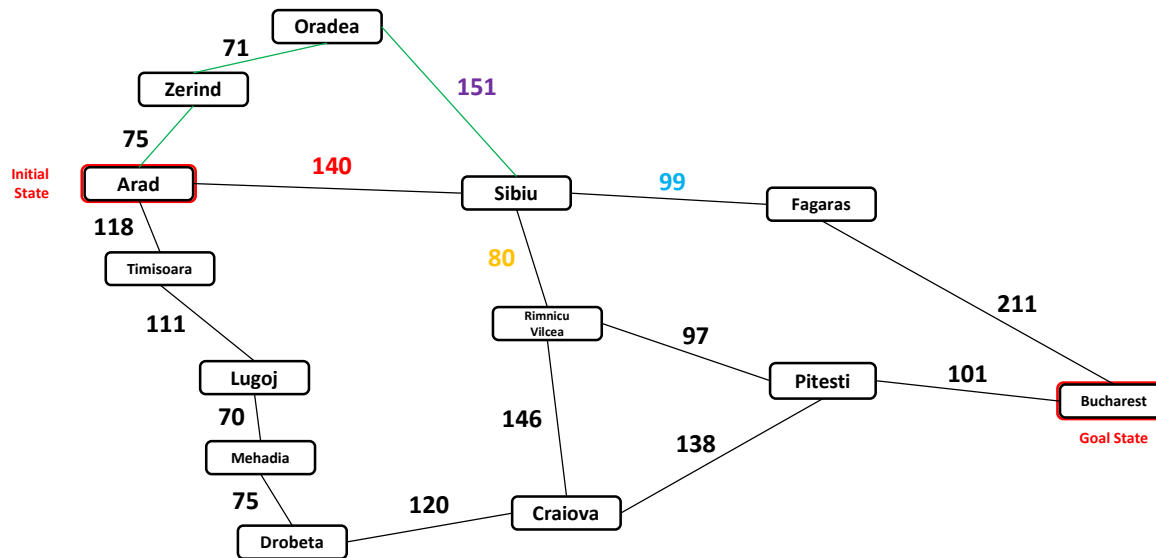 Oradea
71
Zerind
151
75
Initial
State
Arad
140
Sibiu
99
Fagaras
118
Timisoara
80
111
Rimnicu
Vilcea
97
211
Lugoj
Pitesti
101
Bucharest
70
146
138
Goal State
Mehadia
75
120
Craiova
Drobeta